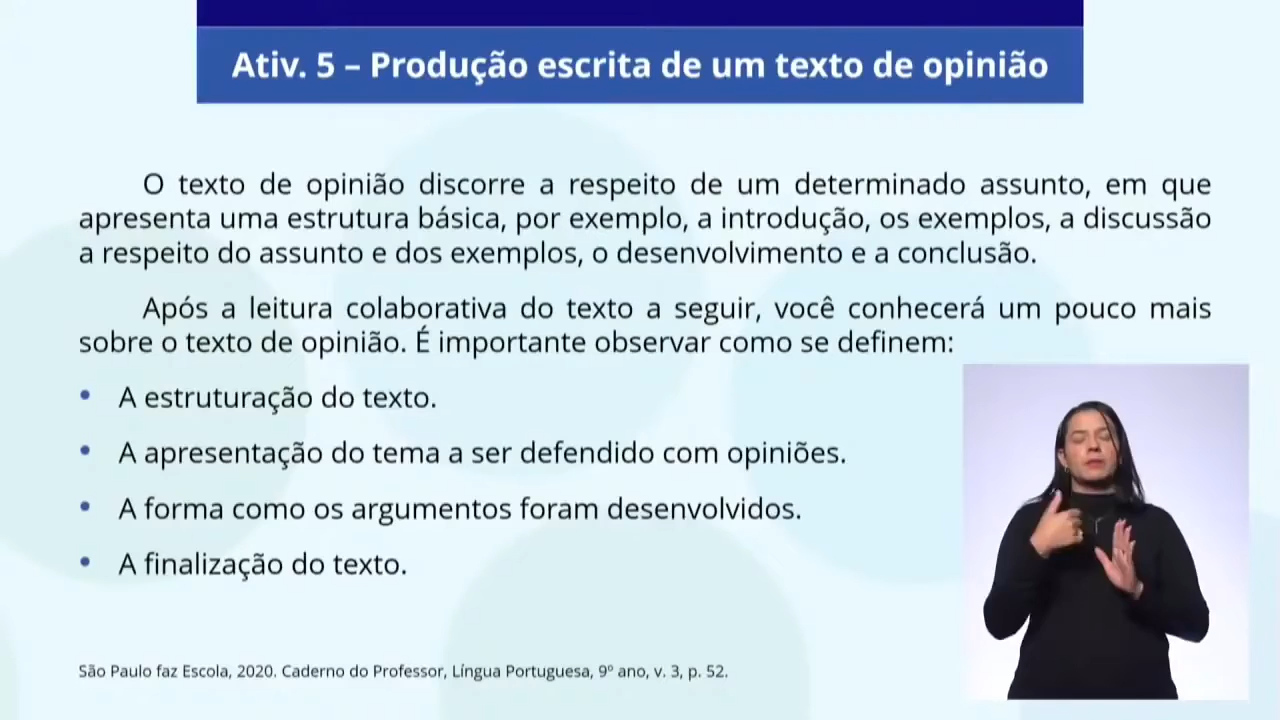 Ativ. 5 – Produção escrita de um texto de opinião
O texto de opinião discorre a respeito de um determinado assunto, em que
apresenta uma estrutura básica, por exemplo, a introdução, os exemplos, a discussão
a respeito do assunto e dos exemplos, o desenvolvimento e a conclusão.
Após a leitura colaborativa do texto a seguir, você conhecerá um pouco mais
sobre o texto de opinião. É importante observar como se definem:
• A estruturação do texto.
• A apresentação do tema a ser defendido com opiniões.
• A forma como os argumentos foram desenvolvidos.
• A finalização do texto.
São Paulo faz Escola, 2020. Caderno do Professor, Língua Portuguesa, 9º ano, v. 3, p. 52.